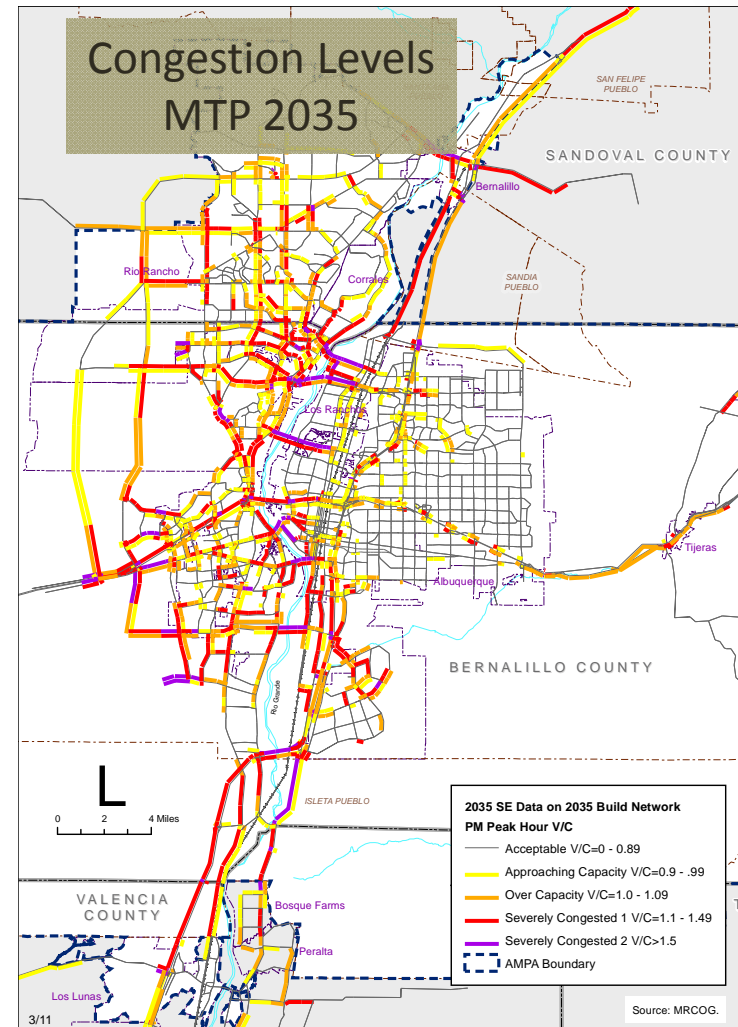 Congestion Levels
MTP 2035
SAN FELIPE
PUEBLO
SANDOVAL COUNTY
Bernalillo
Rio Rancho
Corrales
SANDIA
PUEBLO
Los Ranchos
Tijeras
Albuquerque
BERNALILLO COUNTY
Rio Grande
L
0 2 4 Miles
ISLETA PUEBLO
2035 SE Data on 2035 Build Network
PM Peak Hour V/C
Acceptable V/C=0 - 0.89
Approaching Capacity V/C=0.9 - .99
Over Capacity V/C=1.0 - 1.09
Severely Congested 1 V/C=1.1 - 1.49
Severely Congested 2 V/C>1.5
AMPA Boundary
VALENCIA
COUNTY
Bosque Farms
Peralta
Los Lunas
3/11
Source: MRCOG.